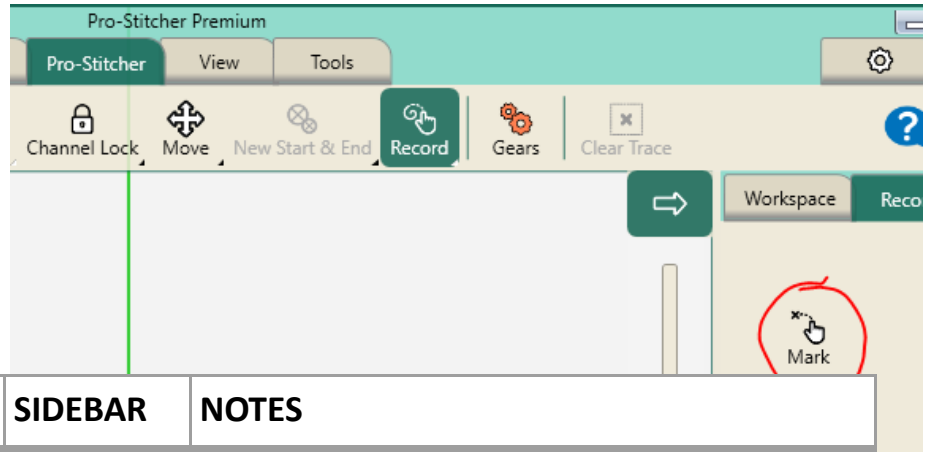 Pro-Stitcher Premium
Pro-Stitcher View Tools
Channel Lock Move New Start & End Record Gears Clear Trace ?
Workspace Reco
Mark
SIDEBAR NOTES